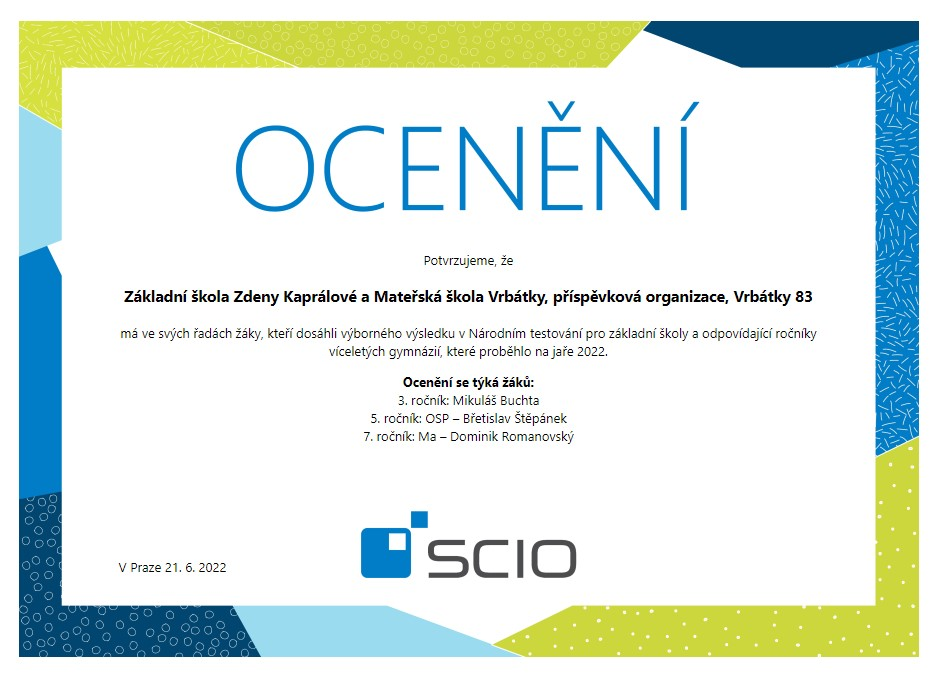 OCENĚNÍ
Potvrzujeme, že
Základní škola Zdeny Kaprálové a Mateřská škola Vrbátky, příspěvková organizace, Vrbátky 83
má ve svých řadách žáky, kteří dosáhli výborného výsledku v Národním testování pro základní školy a odpovídající ročníky
víceletých gymnázií, které proběhlo na jaře 2022.
Ocenění se týká žáků:
3. ročník: Mikuláš Buchta
5. ročník: OSP – Břetislav Štěpánek
7. ročník: Ma – Dominik Romanovský
V Praze 21. 6. 2022
SCIO